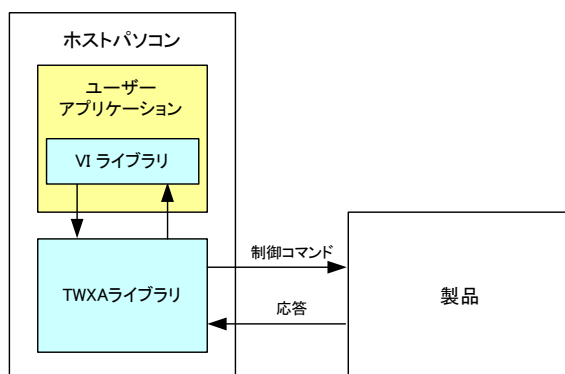 ホストパソコン
ユーザー
アプリケーション
VI ライブラリ
TWXAライブラリ
制御コマンド
応答
製品